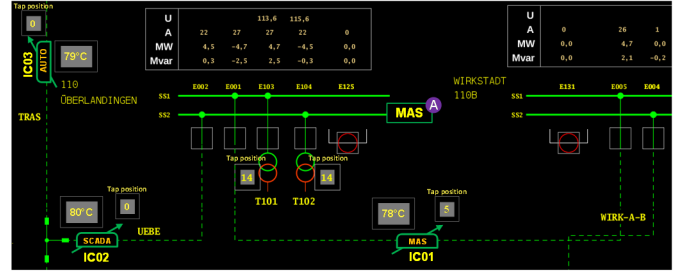 Tap position
0
IC03
AUTO
79°C
110
ÜBERLANDINGEN
TRAS
U 113,6 115,6
A 22 27 27 22 0
MW 4,5 -4,7 4,7 -4,5 0,0
Mvar 0,3 -2,5 2,5 -0,3 0,0
E002 E001 E103 E104 E125
SS1
SS2
MAS
A
Tap position
14
T101
Tap position
14
T102
U
A 0 26 1
MW 0,0 4,7 0,0
Mvar 0,0 2,1 -0,2
WIRKSTADT
110B
E131 E005 E004
SS1
SS2
80°C
Tap position
0
SCADA
IC02
UEBE
78°C
Tap position
5
MAS
IC01
WIRK-A-B